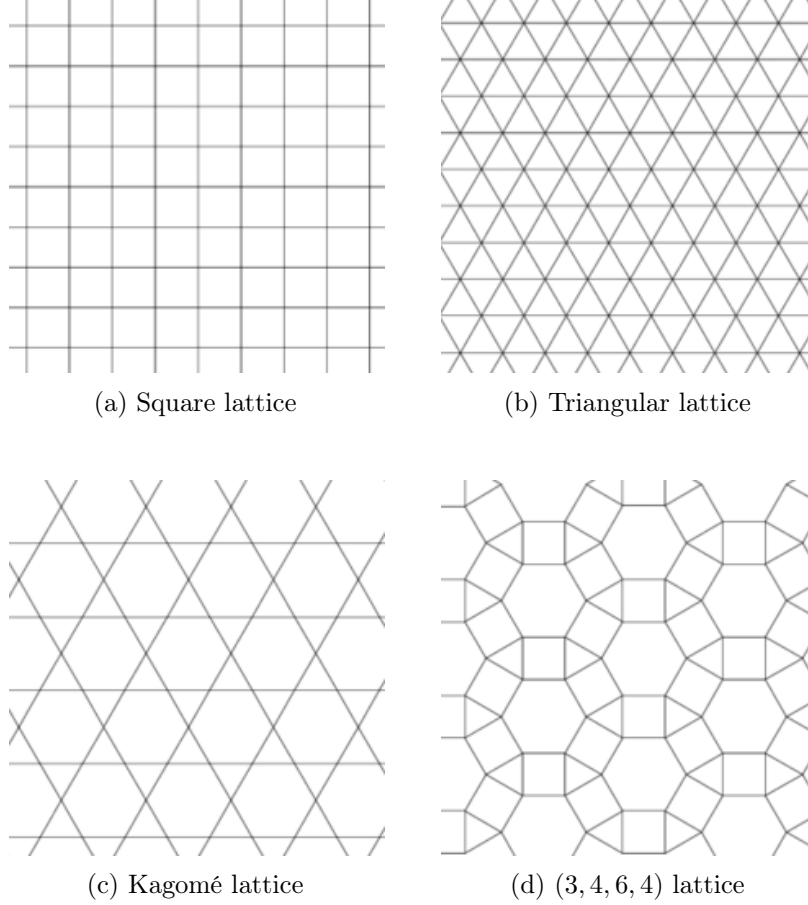 (a) Square lattice
(b) Triangular lattice
(c) Kagomé lattice
(d) (3, 4, 6, 4) lattice